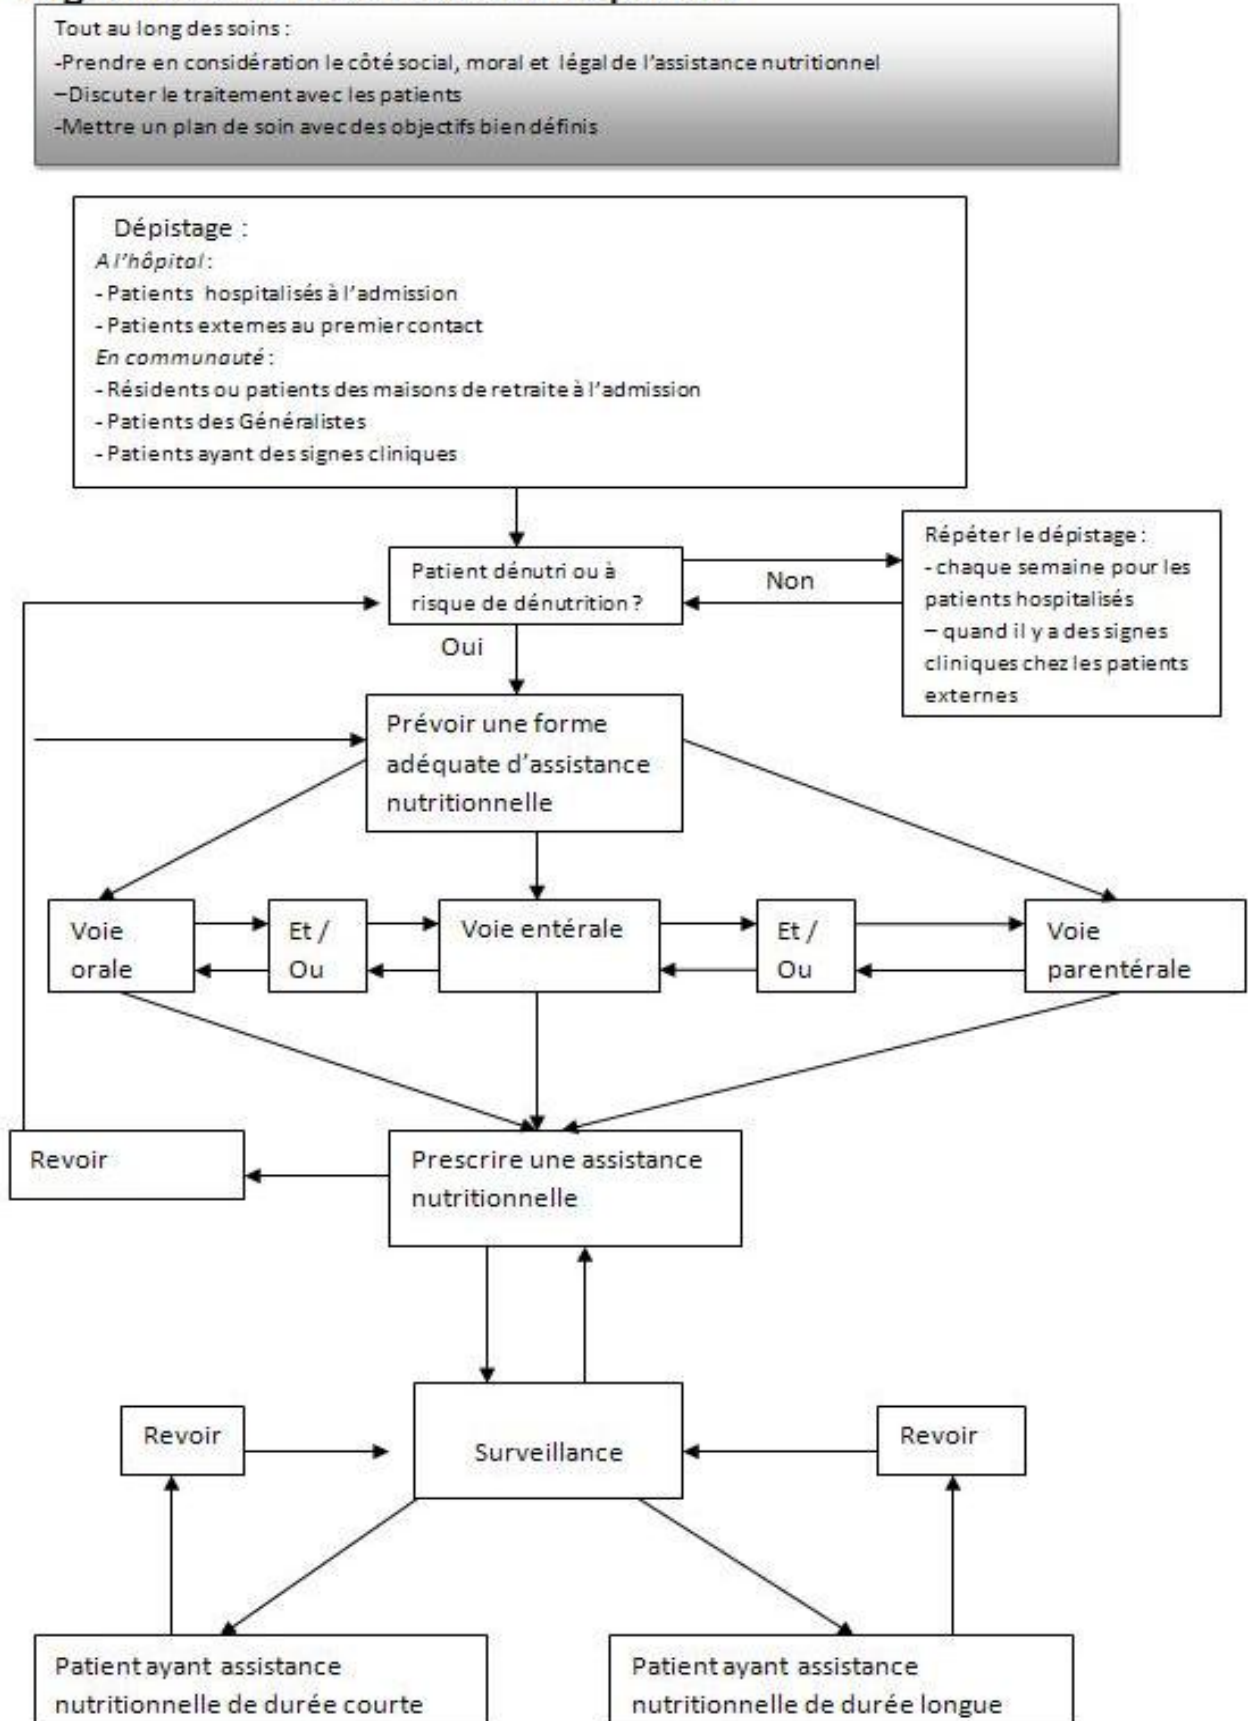 Tout au long des soins :
-Prendre en considération le côté social, moral et légal de l'assistance nutritionnel
–Discuter le traitement avec les patients
-Mettre un plan de soin avec des objectifs bien définis
Dépistage :
A l'hôpital :
- Patients hospitalisés à l'admission
- Patients externes au premier contact
En communauté :
- Résidents ou patients des maisons de retraite à l'admission
- Patients des Généralistes
- Patients ayant des signes cliniques
Patient dénutri ou à
risque de dénutrition ?
Non
Répéter le dépistage :
- chaque semaine pour les
patients hospitalisés
– quand il y a des signes
cliniques chez les patients
externes
Oui
Prévoir une forme
adéquate d'assistance
nutritionnelle
Voie
orale
Et /
Ou
Voie entérale
Et /
Ou
Voie
parentérale
Revoir
Prescrire une assistance
nutritionnelle
Revoir
Surveillance
Revoir
Patient ayant assistance
nutritionnelle de durée courte
Patient ayant assistance
nutritionnelle de durée longue